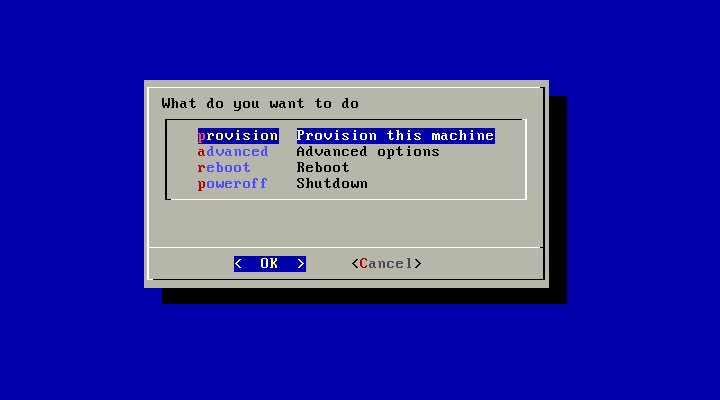 What do you want to do
provision Provision this machine
advanced Advanced options
reboot Reboot
poweroff Shutdown
< OK > <Cancel>